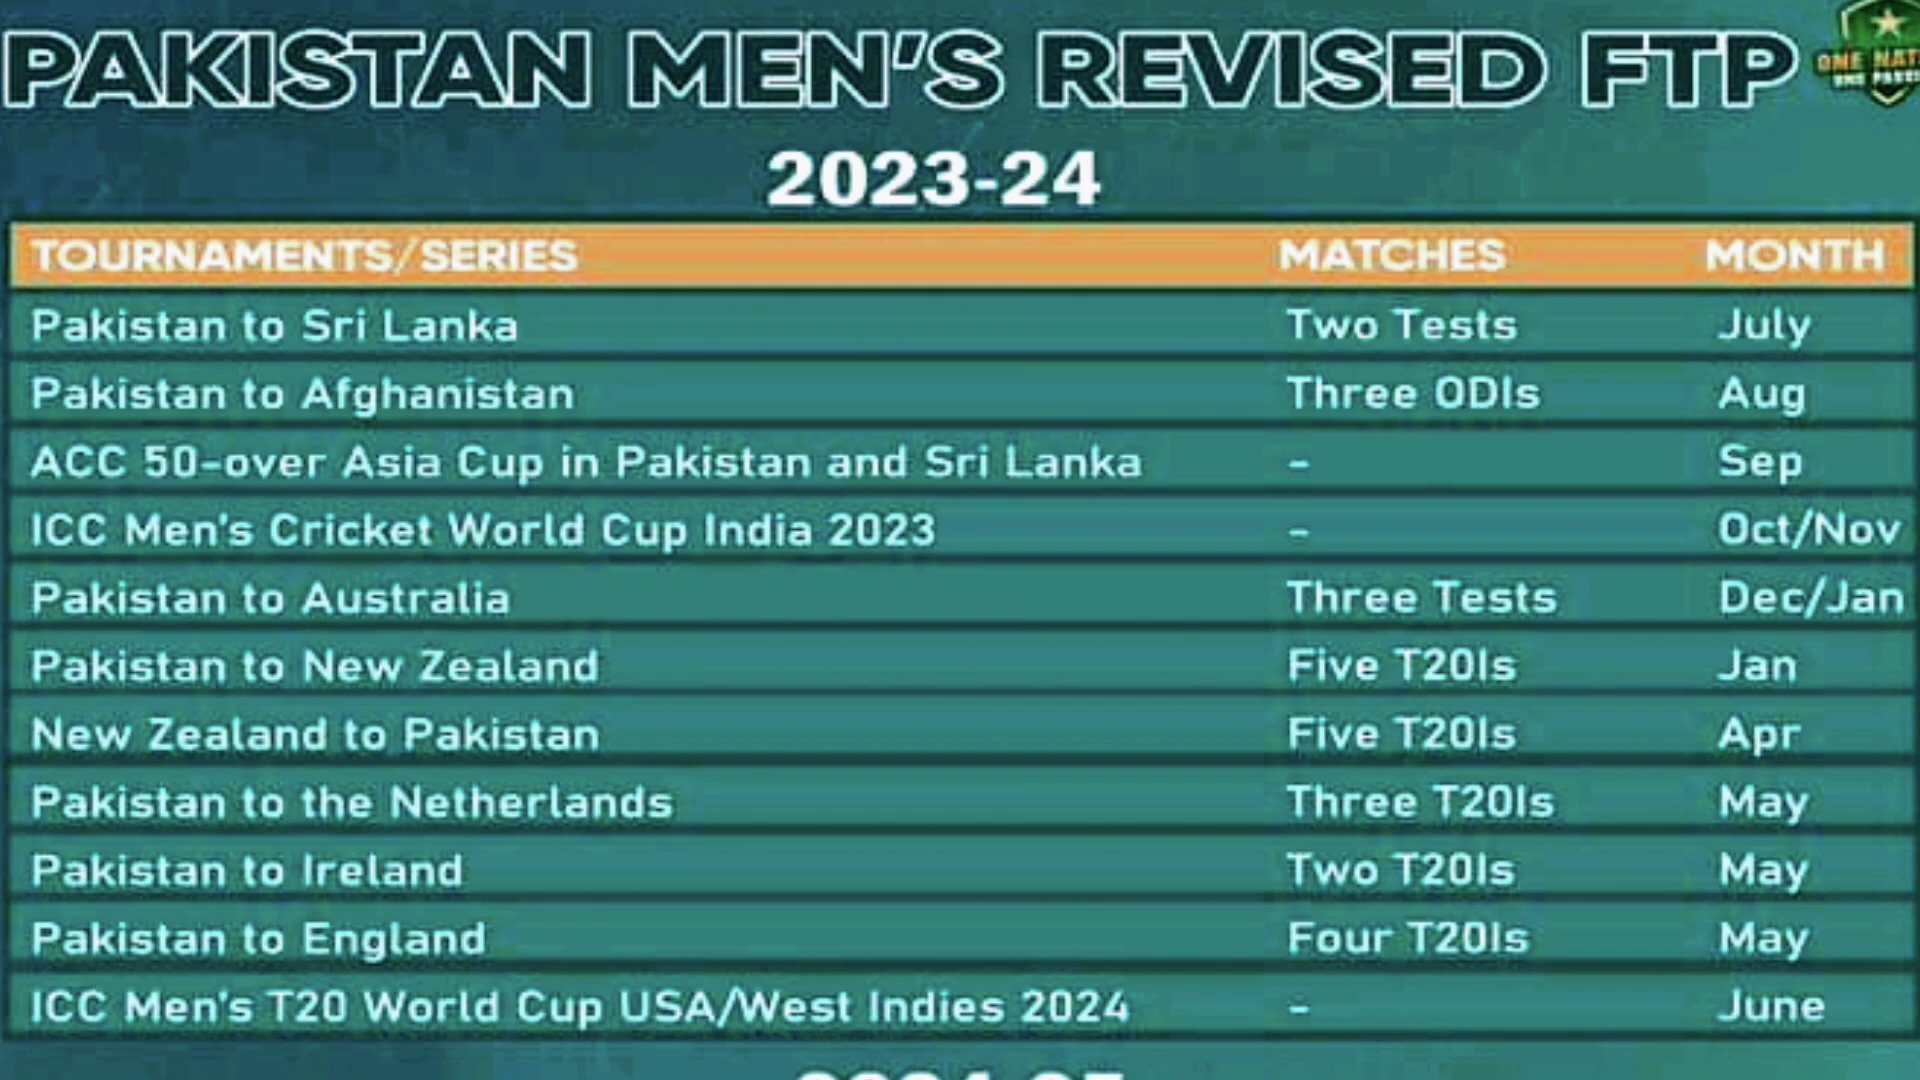 PAKISTAN MEN'S REVISED FTP
ONE NAT
2023-24
TOURNAMENTS/SERIES MATCHES MONTH
Pakistan to Sri Lanka Two Tests July
Pakistan to Afghanistan Three ODIs Aug
ACC 50-over Asia Cup in Pakistan and Sri Lanka - Sep
ICC Men's Cricket World Cup India 2023 - Oct/Nov
Pakistan to Australia Three Tests Dec/Jan
Pakistan to New Zealand Five T20Is Jan
New Zealand to Pakistan Five T20Is Apr
Pakistan to the Netherlands Three T20Is May
Pakistan to Ireland Two T20Is May
Pakistan to England Four T20Is May
ICC Men's T20 World Cup USA/West Indies 2024 - June